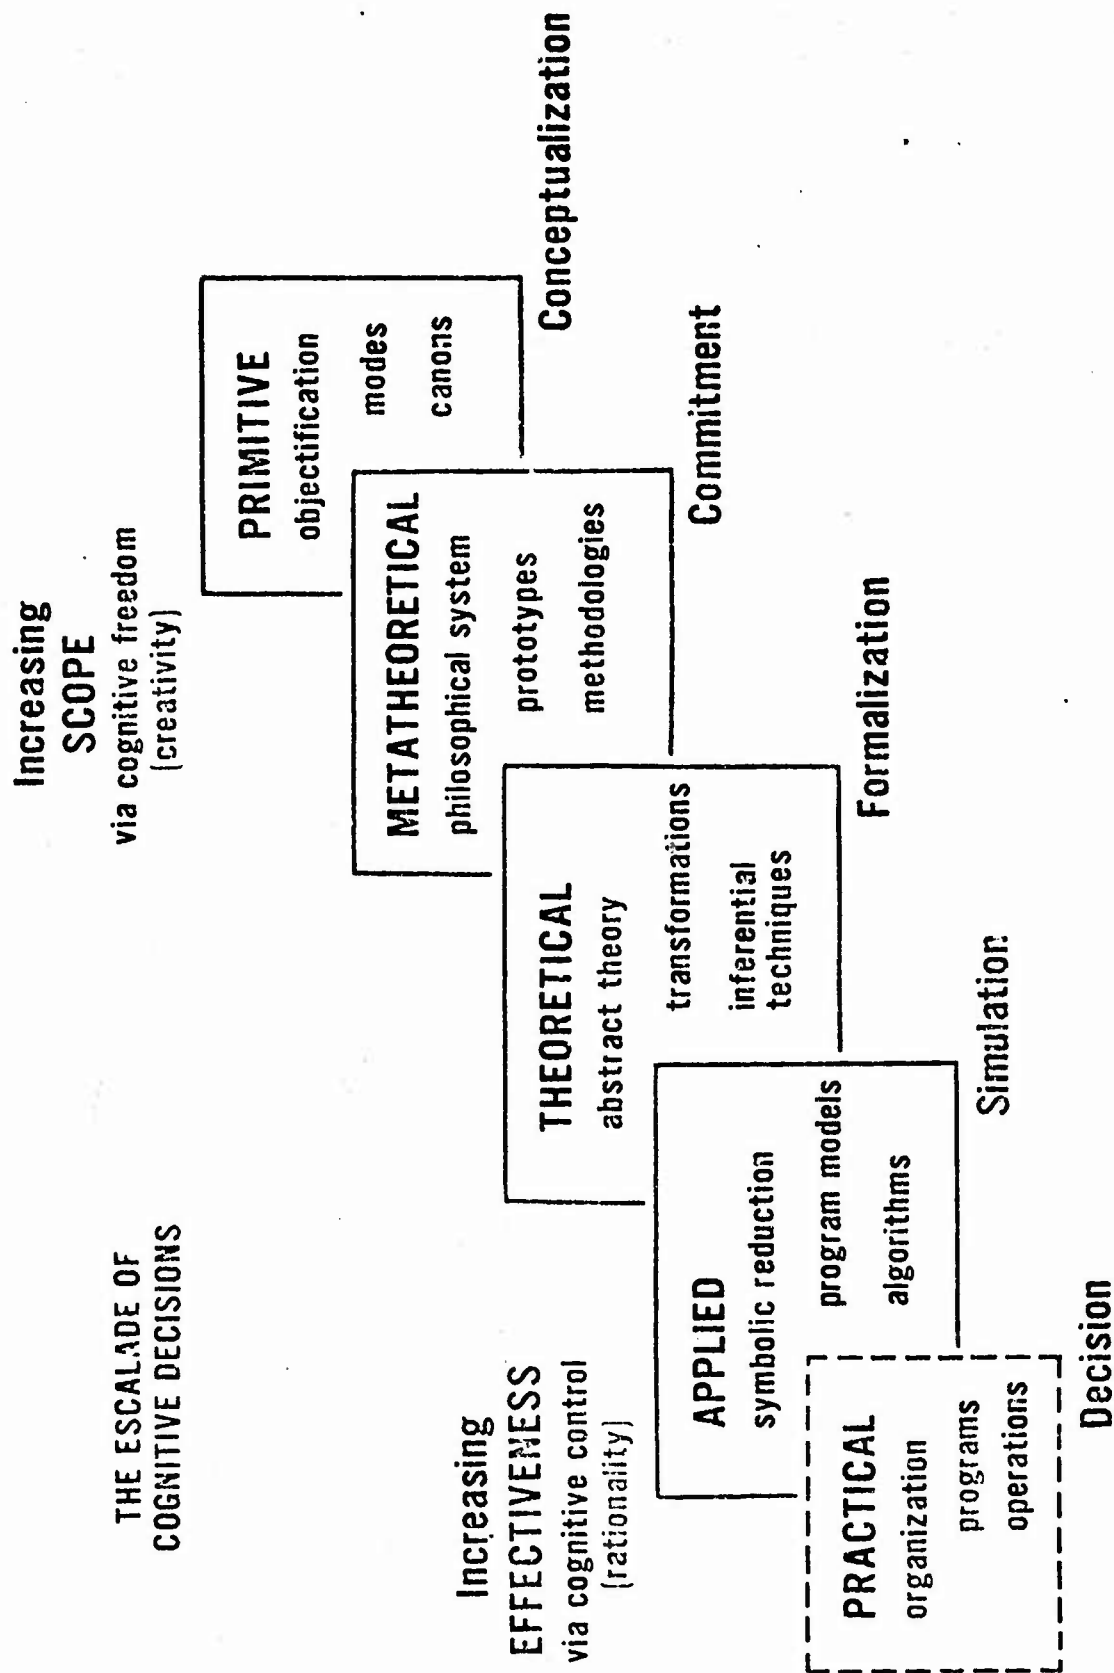 THE ESCALADE OF
COGNITIVE DECISIONS
Increasing
SCOPE
via cognitive freedom
[creativity]
Increasing
EFFECTIVENESS
via cognitive control
[rationality]
PRIMITIVE
objectification
modes
canons
Conceptualization
METATHEORETICAL
philosophical system
prototypes
methodologies
Commitment
THEORETICAL
abstract theory
transformations
inferential
techniques
Formalization
APPLIED
symbolic reduction
program models
algorithms
Simulation
PRACTICAL
organization
programs
operations
Decision